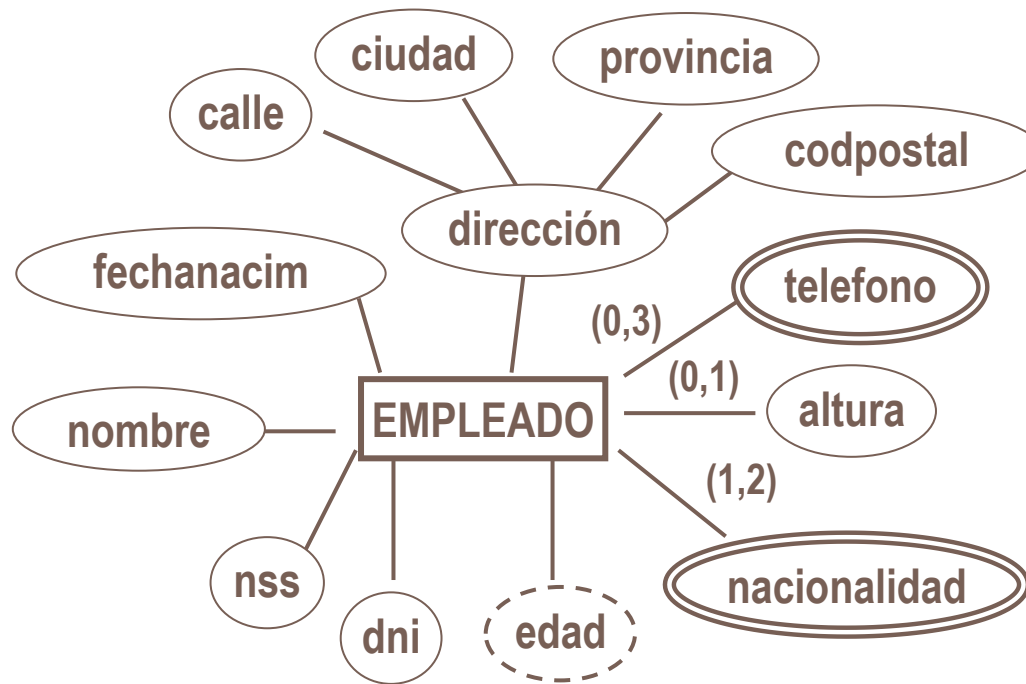 ciudad
provincia
calle
codpostal
dirección
fechanacim
telefono
(0,3)
(0,1)
EMPLEADO
altura
nombre
(1,2)
nss
nacionalidad
dni
edad